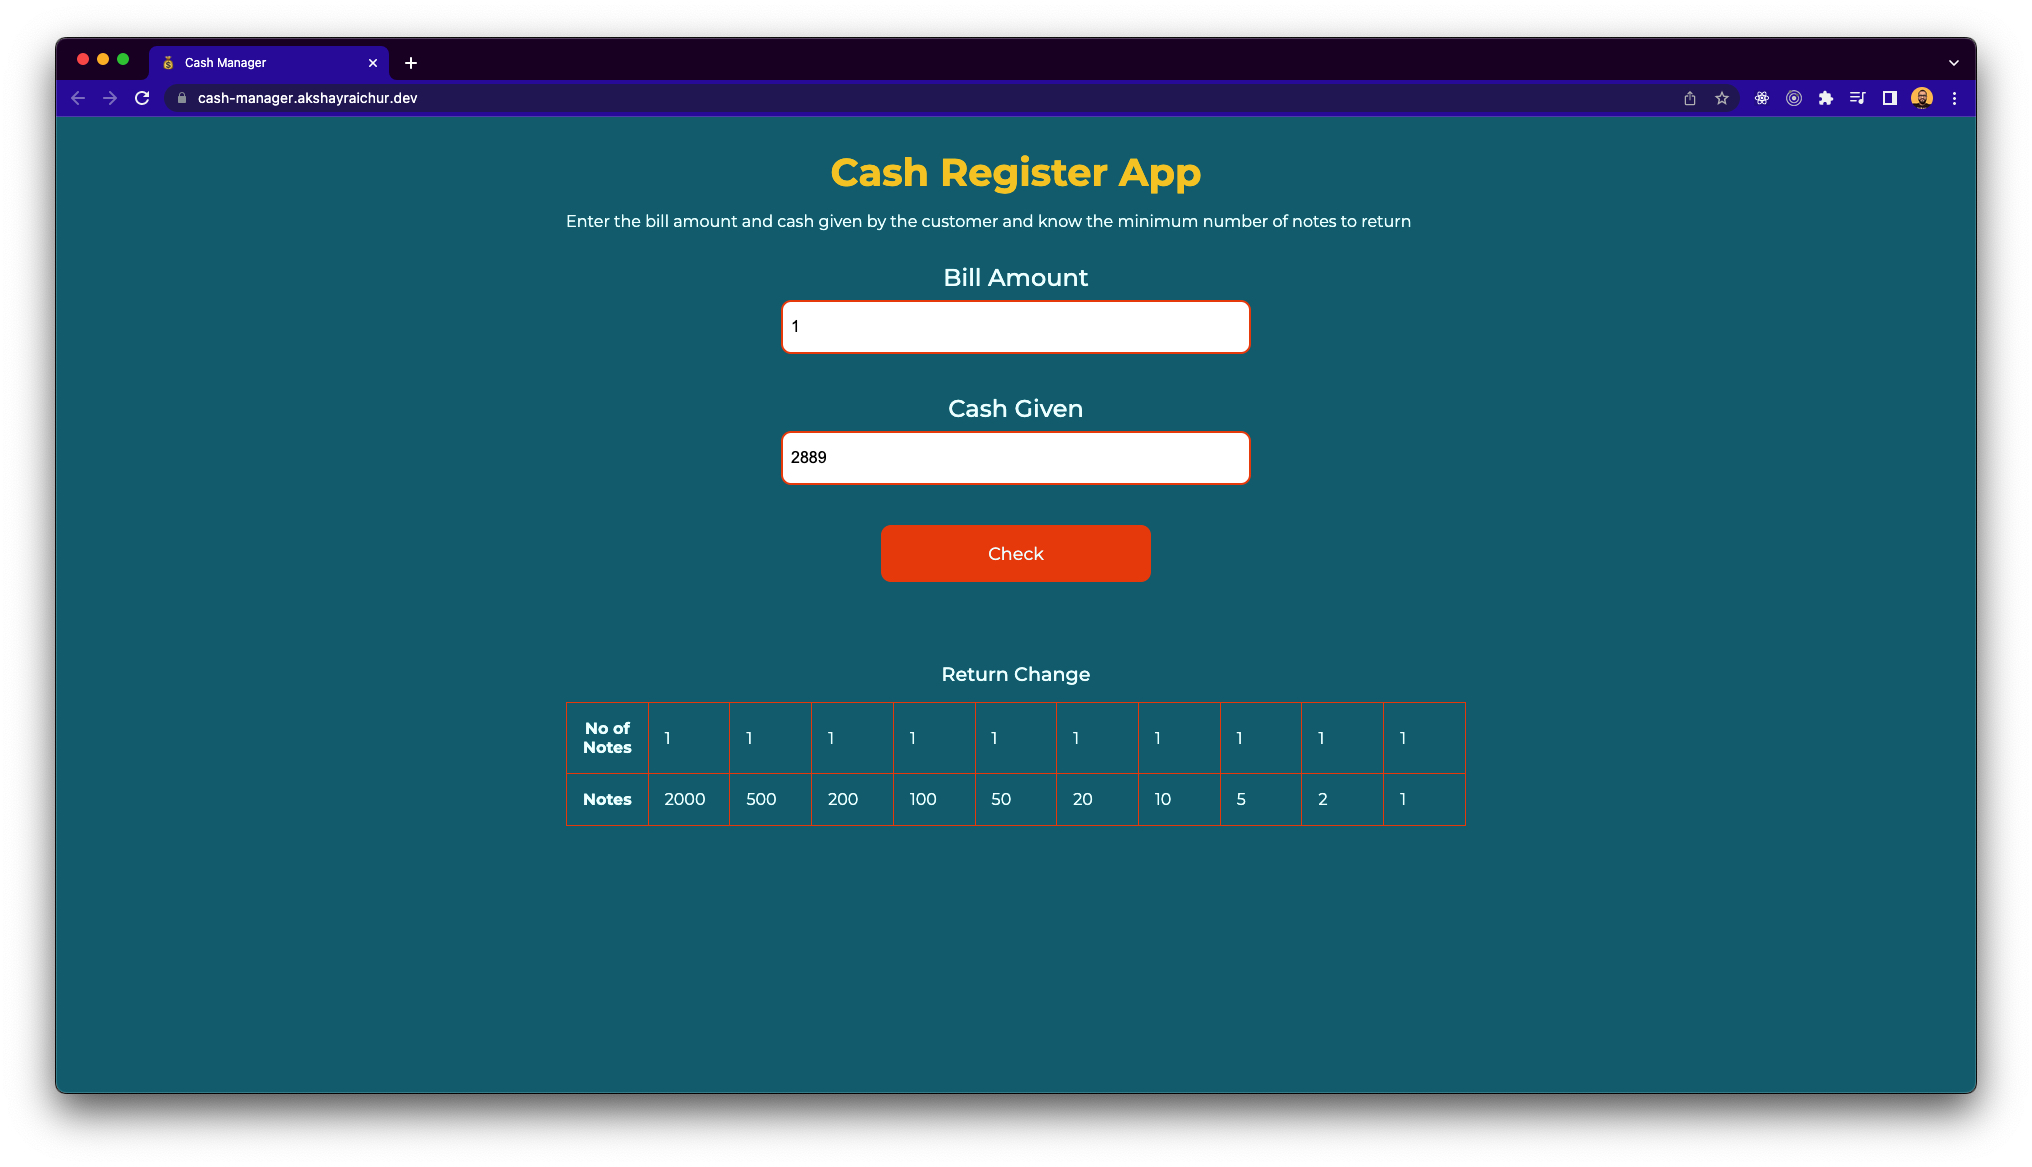 Cash Manager
cash-manager.akshayraichur.dev
Cash Register App
Enter the bill amount and cash given by the customer and know the minimum number of notes to return
Bill Amount
1
Cash Given
2889
Check
Return Change
No of
Notes 1 1 1 1 1 1 1 1 1 1
Notes 2000 500 200 100 50 20 10 5 2 1